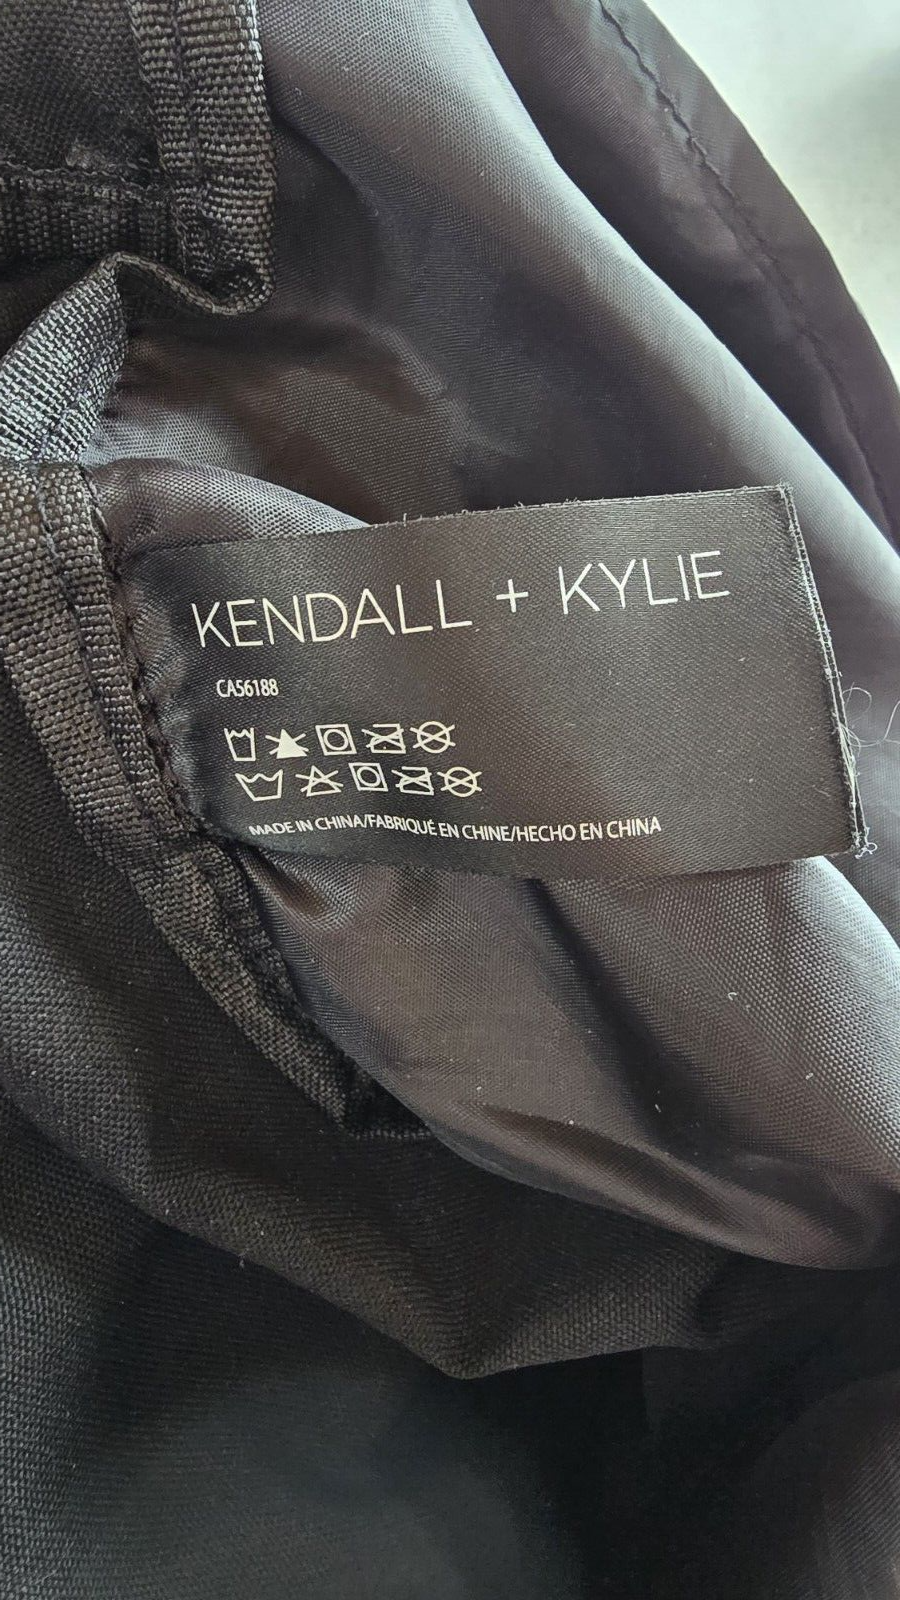 KENDALL + KYLIE
CA56188
MADE IN CHINA/FABRIQUÉ EN CHINE/HECHO EN CHINA